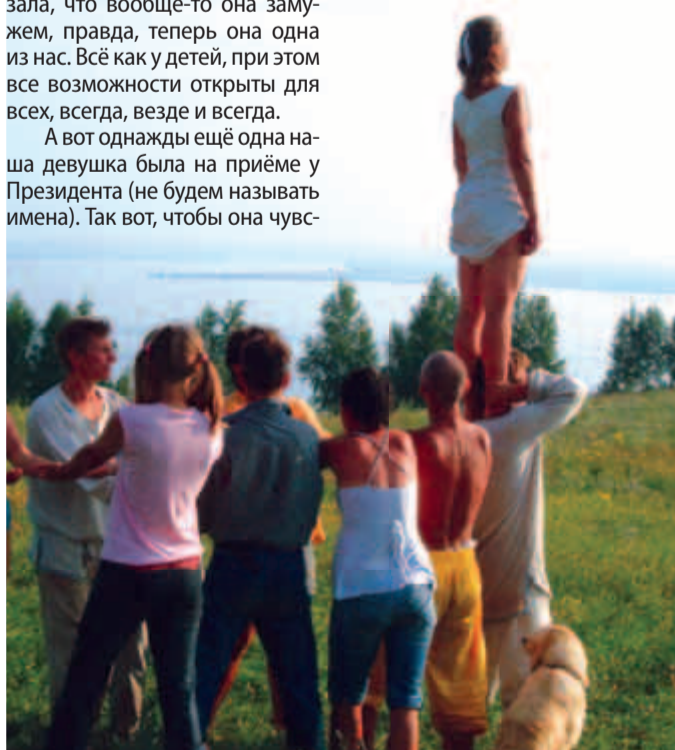 зала, что вообще-то она заму-
жем, правда, теперь она одна
из нас. Всё как у детей, при этом
все возможности открыты для
всех, всегда, везде и всегда.
А вот однажды ещё одна на-
ша девушка была на приёме у
Президента (не будем называть
имена). Так вот, чтобы она чувс-